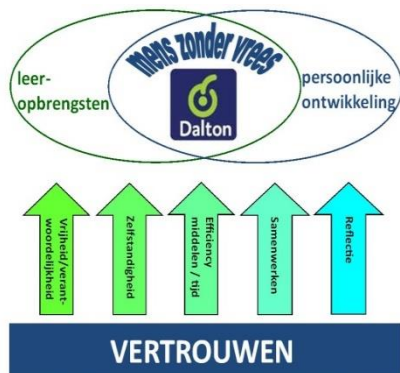 mens zonder vrees
leer-
opbrengsten
persoonlijke
ontwikkeling
Dalton
Vrijheid/verant-
woordelijkheid
Zelfstandigheid
Efficiency
middelen / tijd
Samenwerken
Reflectie
VERTROUWEN